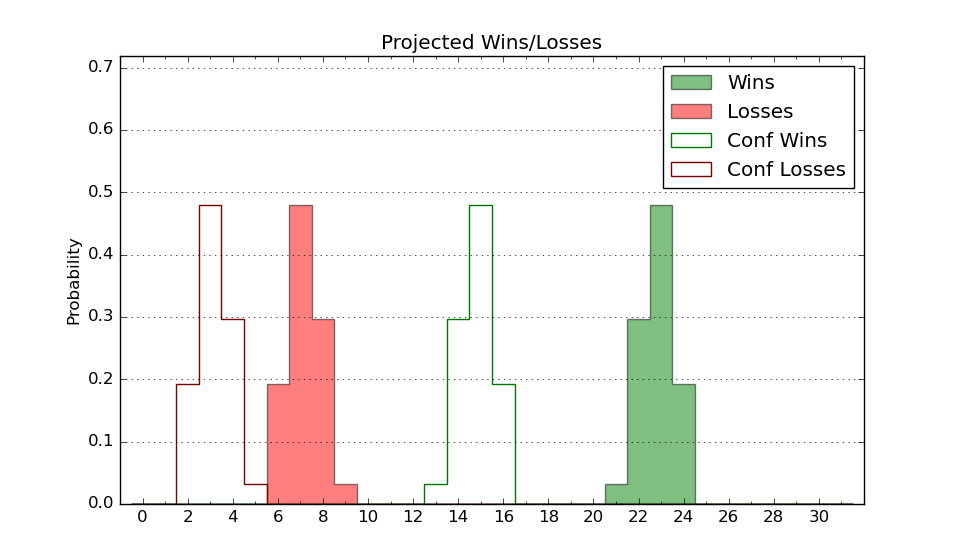 Projected Wins/Losses
Wins
Losses
Conf Wins
Conf Losses
Probability
0.7
0.6
0.5
0.4
0.3
0.2
0.1
0.0
0 2 4 6 8 10 12 14 16 18 20 22 24 26 28 30